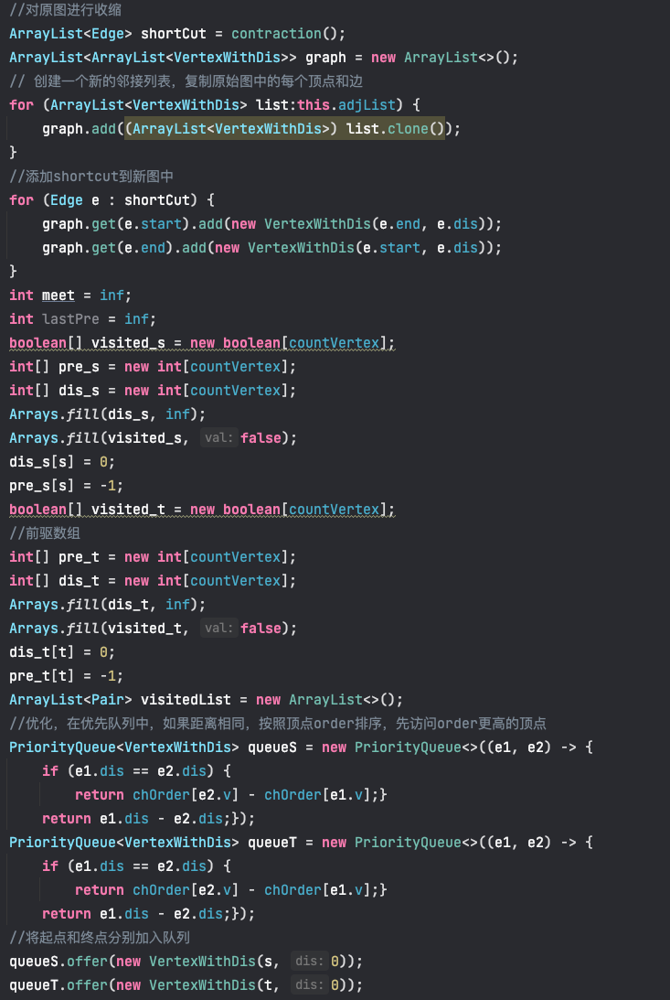 //对原图进行收缩
ArrayList<Edge> shortCut = contraction();
ArrayList<ArrayList<VertexWithDis>> graph = new ArrayList<>();
// 创建一个新的邻接列表，复制原始图中的每个顶点和边
for (ArrayList<VertexWithDis> list:this.adjList) {
    graph.add((ArrayList<VertexWithDis>) list.clone());
}
//添加shortcut到新图中
for (Edge e : shortCut) {
    graph.get(e.start).add(new VertexWithDis(e.end, e.dis));
    graph.get(e.end).add(new VertexWithDis(e.start, e.dis));
}
int meet = inf;
int lastPre = inf;
boolean[] visited_s = new boolean[countVertex];
int[] pre_s = new int[countVertex];
int[] dis_s = new int[countVertex];
Arrays.fill(dis_s, inf);
Arrays.fill(visited_s, val: false);
dis_s[s] = 0;
pre_s[s] = -1;
boolean[] visited_t = new boolean[countVertex];
//前驱数组
int[] pre_t = new int[countVertex];
int[] dis_t = new int[countVertex];
Arrays.fill(dis_t, inf);
Arrays.fill(visited_t, val: false);
dis_t[t] = 0;
pre_t[t] = -1;
ArrayList<Pair> visitedList = new ArrayList<>();
//优化，在优先队列中，如果距离相同，按照顶点order排序，先访问order更高的顶点
PriorityQueue<VertexWithDis> queueS = new PriorityQueue<>((e1, e2) -> {
    if (e1.dis == e2.dis) {
        return chOrder[e2.v] - chOrder[e1.v];}
    return e1.dis - e2.dis;});
PriorityQueue<VertexWithDis> queueT = new PriorityQueue<>((e1, e2) -> {
    if (e1.dis == e2.dis) {
        return chOrder[e2.v] - chOrder[e1.v];}
    return e1.dis - e2.dis;});
//将起点和终点分别加入队列
queueS.offer(new VertexWithDis(s, dis: 0));
queueT.offer(new VertexWithDis(t, dis: 0));